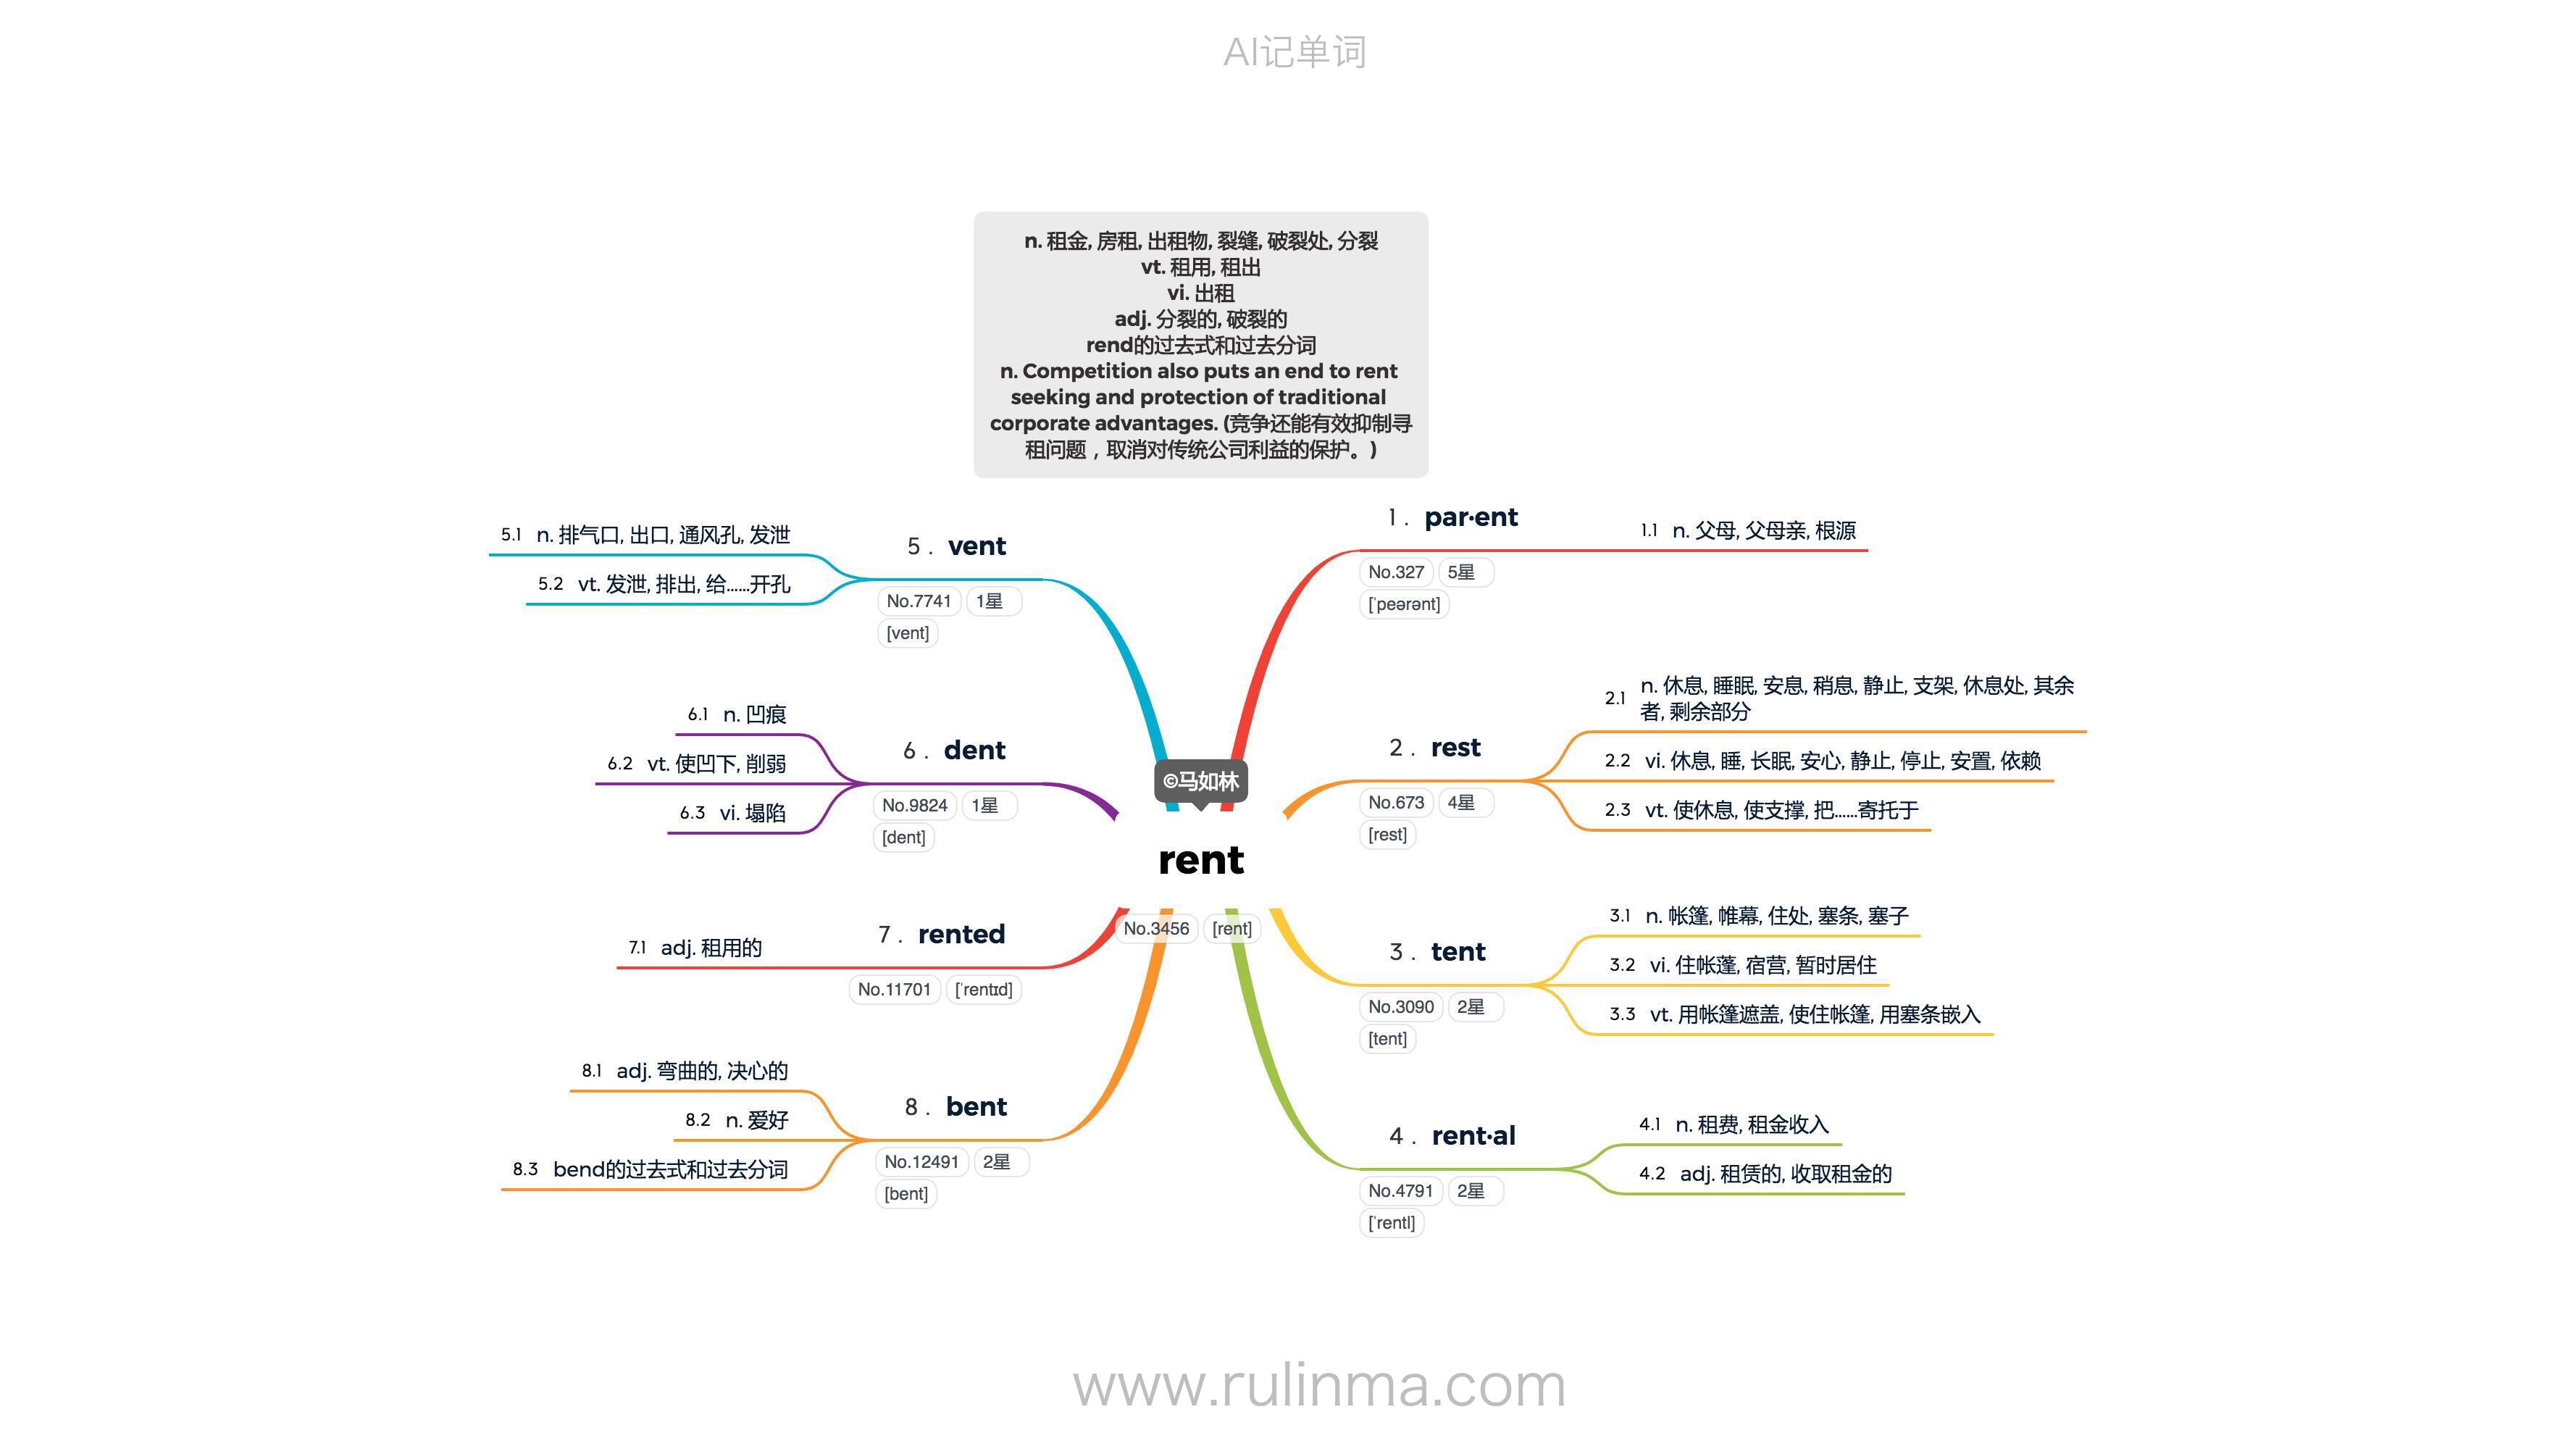 AI记单词
n. 租金, 房租, 出租物, 裂缝, 破裂处, 分裂
vt. 租用, 租出
vi. 出租
adj. 分裂的, 破裂的
rend的过去式和过去分词
n. Competition also puts an end to rent
seeking and protection of traditional
corporate advantages. (竞争还能有效抑制寻
租问题，取消对传统公司利益的保护。)
©马如林
rent
No.3456 [rent]
1. par·ent
No.327 5星
[ˈpeərənt]
1.1 n. 父母, 父母亲, 根源
2. rest
No.673 4星
[rest]
2.1 n. 休息, 睡眠, 安息, 稍息, 静止, 支架, 休息处, 其余
者, 剩余部分
2.2 vi. 休息, 睡, 长眠, 安心, 静止, 停止, 安置, 依赖
2.3 vt. 使休息, 使支撑, 把……寄托于
3. tent
No.3090 2星
[tent]
3.1 n. 帐篷, 帷幕, 住处, 塞条, 塞子
3.2 vi. 住帐蓬, 宿营, 暂时居住
3.3 vt. 用帐篷遮盖, 使住帐篷, 用塞条嵌入
4. rent·al
No.4791 2星
[ˈrentl]
4.1 n. 租费, 租金收入
4.2 adj. 租赁的, 收取租金的
5. vent
No.7741 1星
[vent]
5.1 n. 排气口, 出口, 通风孔, 发泄
5.2 vt. 发泄, 排出, 给……开孔
6. dent
No.9824 1星
[dent]
6.1 n. 凹痕
6.2 vt. 使凹下, 削弱
6.3 vi. 塌陷
7. rented
No.11701 [ˈrentɪd]
7.1 adj. 租用的
8. bent
No.12491 2星
[bent]
8.1 adj. 弯曲的, 决心的
8.2 n. 爱好
8.3 bend的过去式和过去分词
www.rulinma.com